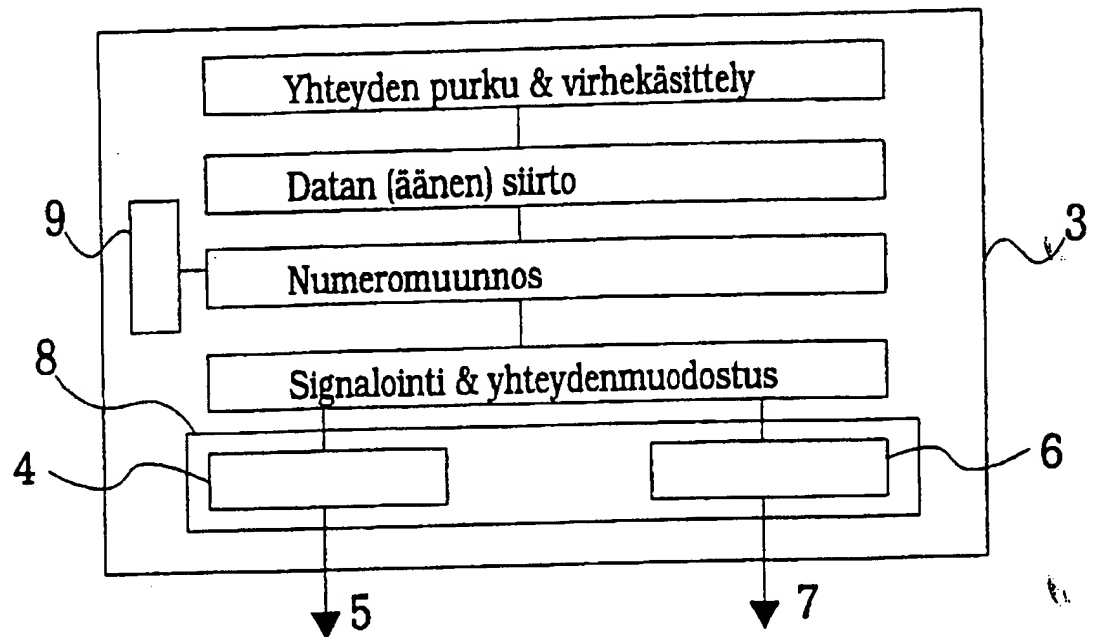 Yhteyden purku & virhekäsittely
Datan (äänen) siirto
9
3
Numeromuunnos
8
Signalointi & yhteydenmuodostus
4
6
5
7